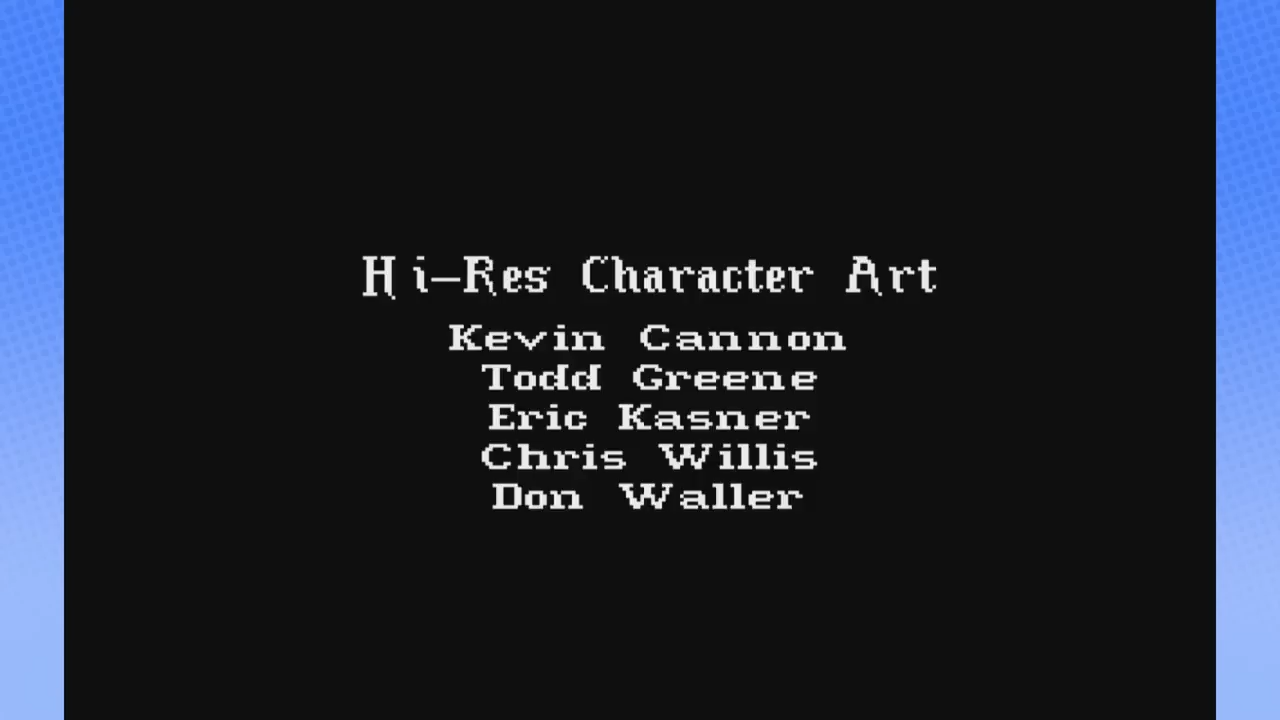 Hi-Res Character Art
Kevin Cannon
Todd Greene
Eric Kasner
Chris Willis
Don Waller